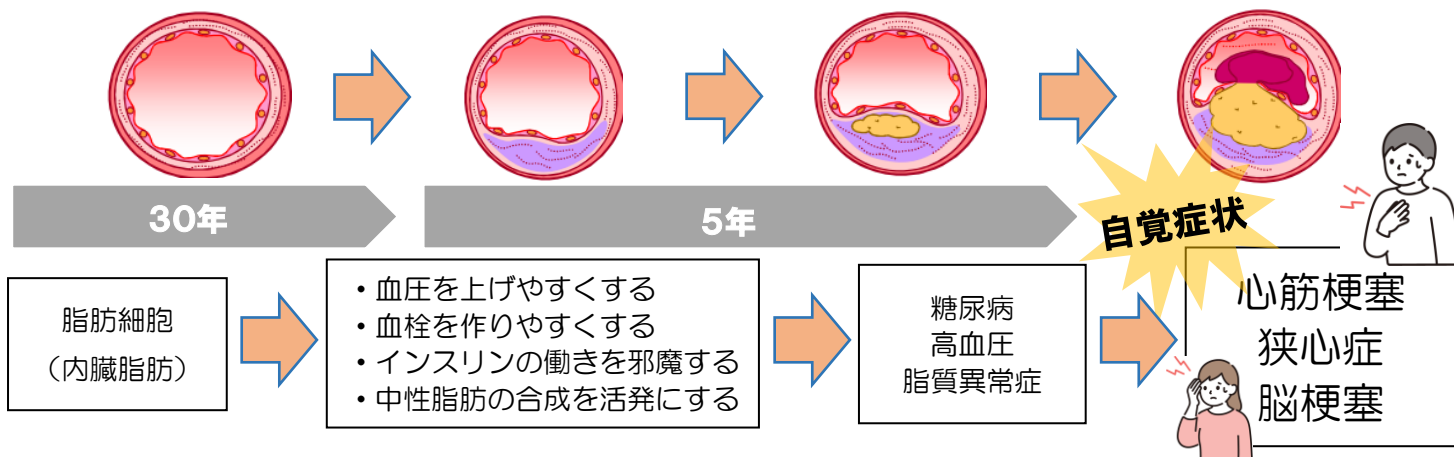 30年
5年
自覚症状
脂肪細胞
（内臓脂肪）
・血圧を上げやすくする
・血栓を作りやすくする
・インスリンの働きを邪魔する
・中性脂肪の合成を活発にする
糖尿病
高血圧
脂質異常症
心筋梗塞
狭心症
脳梗塞